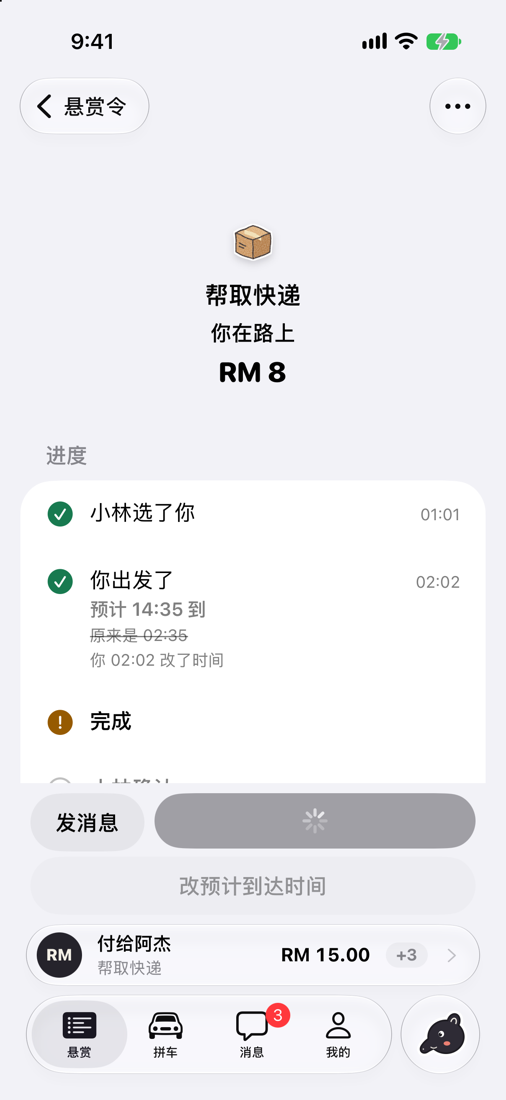 9:41
悬赏令
帮取快递
你在路上
RM 8
进度
小林选了你 01:01
你出发了 02:02
预计 14:35 到
原来是 02:35
你 02:02 改了时间
完成
发消息
改预计到达时间
RM 付给阿杰 RM 15.00 +3
帮取快递
3
悬赏 拼车 消息 我的